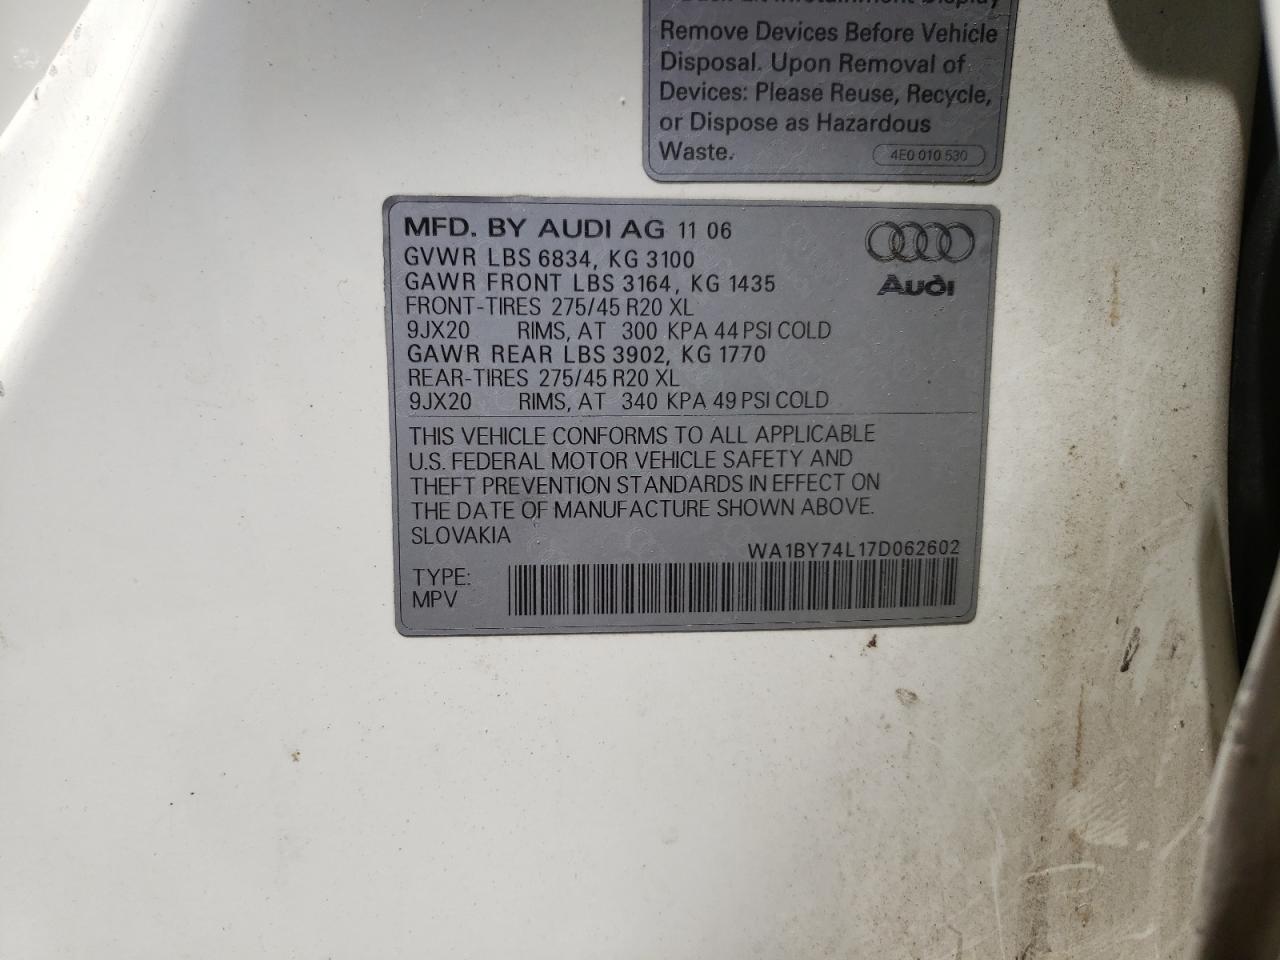 Remove Devices Before Vehicle
Disposal. Upon Removal of
Devices: Please Reuse, Recycle,
or Dispose as Hazardous
Waste.
4E0 010 530
MFD. BY AUDI AG 11 06
GVWR LBS 6834, KG 3100
GAWR FRONT LBS 3164, KG 1435
Audi
FRONT-TIRES 275/45 R20 XL
9JX20 RIMS, AT 300 KPA 44 PSI COLD
GAWR REAR LBS 3902, KG 1770
REAR-TIRES 275/45 R20 XL
9JX20 RIMS, AT 340 KPA 49 PSI COLD
THIS VEHICLE CONFORMS TO ALL APPLICABLE
U.S. FEDERAL MOTOR VEHICLE SAFETY AND
THEFT PREVENTION STANDARDS IN EFFECT ON
THE DATE OF MANUFACTURE SHOWN ABOVE.
SLOVAKIA
WA1BY74L17D062602
TYPE:
MPV